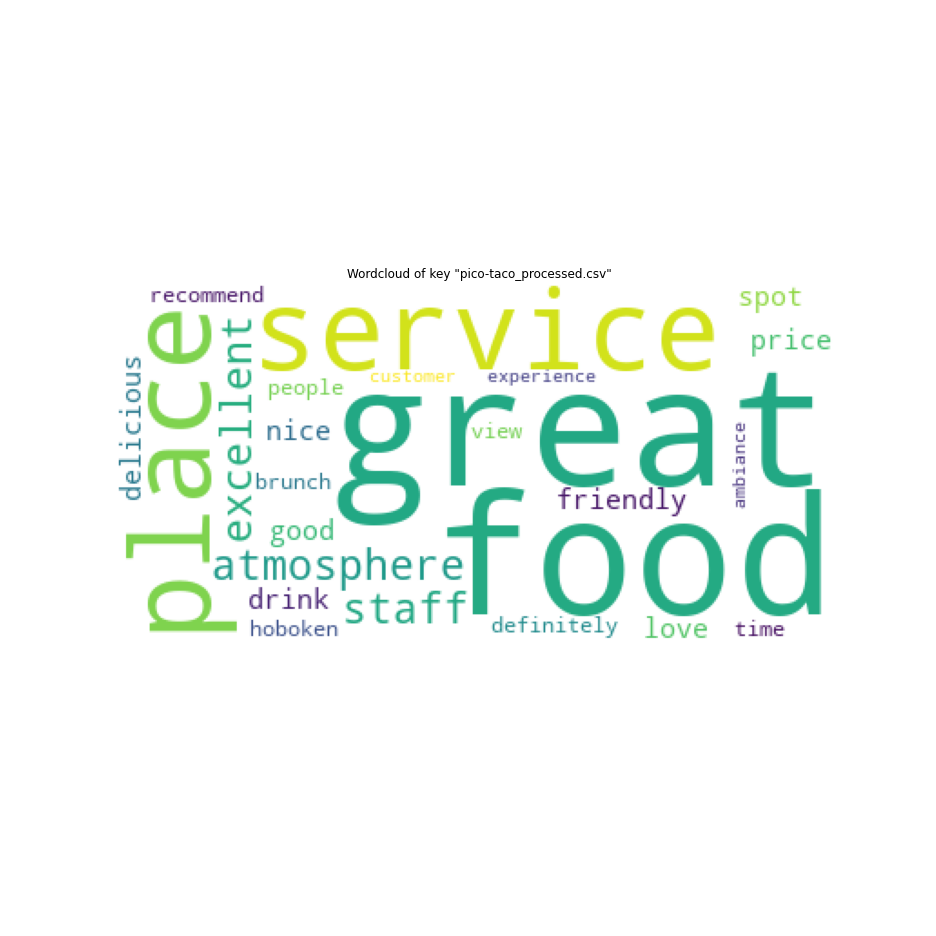 Wordcloud of key "pico-taco_processed.csv"
recommend
service
spot
price
place
excellent
delicious
customer
experience
people
great
nice
view
ambiance
brunch
friendly
food
good
atmosphere
drink
staff
hoboken
definitely
love
time